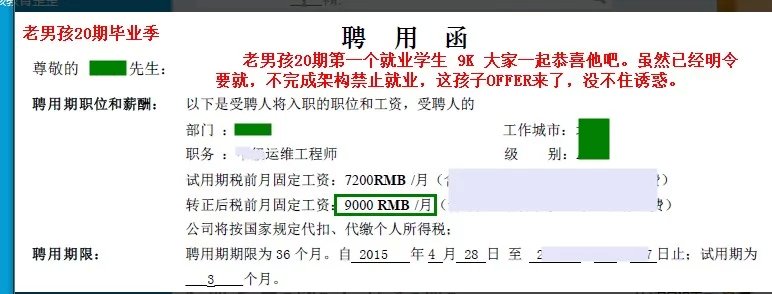 老男孩20期毕业季
聘 用 函
老男孩20期第一个就业学生 9K 大家一起恭喜他吧。虽然已经明令
要就，不完成架构禁止就业，这孩子OFFER来了，没不住诱惑。
尊敬的 先生：
聘用期职位和薪酬： 以下是受聘人将入职的职位和工资，受聘人的
部门： 工作城市：
职务： 运维工程师 级 别：
试用期税前月固定工资：7200RMB /月（ 费）
转正后税前月固定工资：9000 RMB /月（ 费）
公司将按国家规定代扣、代缴个人所得税；
聘用期限： 聘用期期限为 36 个月。自 2015 年 4 月 28 日 至 2 7 日止；试用期为
3 个月。